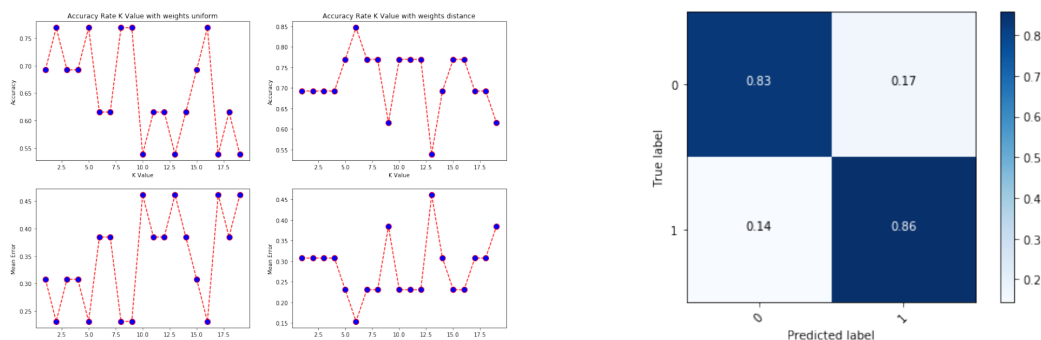 Accuracy Rate K Value with weights uniform
0.75
0.70
0.65
0.60
0.55
Accuracy
2.5 5.0 7.5 10.0 12.5 15.0 17.5
K Value
Accuracy Rate K Value with weights distance
0.85
0.80
0.75
0.70
0.65
0.60
0.55
Accuracy
2.5 5.0 7.5 10.0 12.5 15.0 17.5
K Value
0.45
0.40
0.35
0.30
0.25
Mean Error
2.5 5.0 7.5 10.0 12.5 15.0 17.5
0.45
0.40
0.35
0.30
0.25
0.20
0.15
Mean Error
2.5 5.0 7.5 10.0 12.5 15.0 17.5
True label
0
0.83 0.17
1
0.14 0.86
0 1
Predicted label
0.8
0.7
0.6
0.5
0.4
0.3
0.2